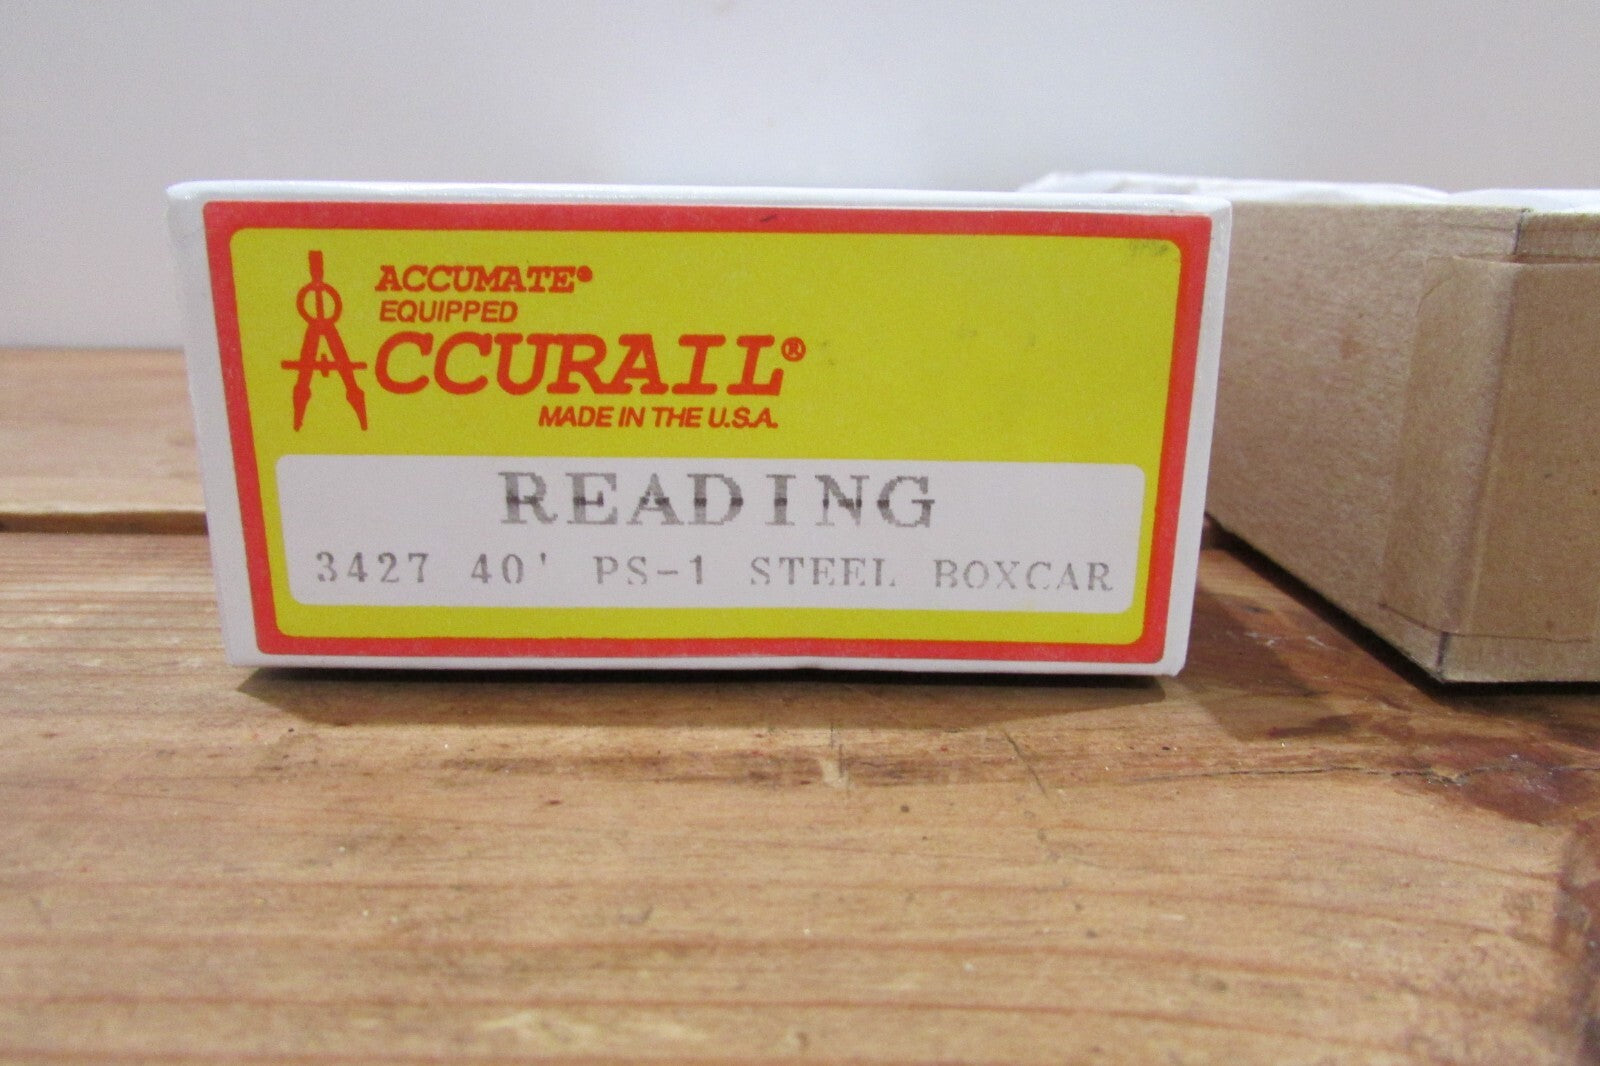 ACCUMATE®
EQUIPPED
ACCURAIL®
MADE IN THE U.S.A.
READING
3427 40' PS-1 STEEL BOXCAR